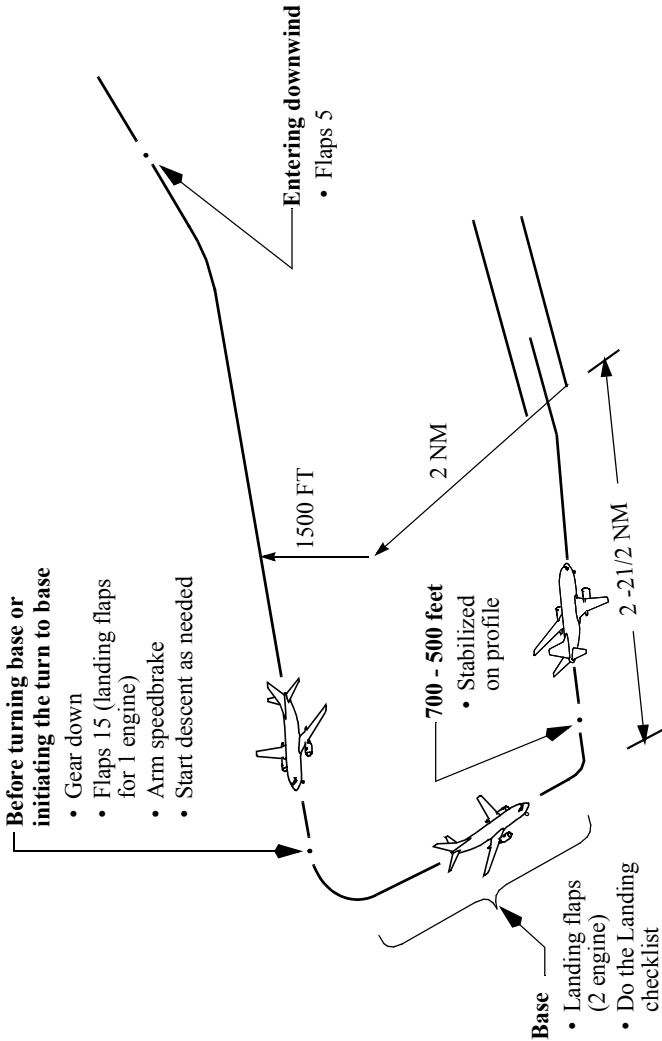 Before turning base or
initiating the turn to base
• Gear down
• Flaps 15 (landing flaps
for 1 engine)
• Arm speedbrake
• Start descent as needed
Entering downwind
• Flaps 5
1500 FT
2 NM
700 - 500 feet
• Stabilized
on profile
2 -21/2 NM
Base
• Landing flaps
(2 engine)
• Do the Landing
checklist